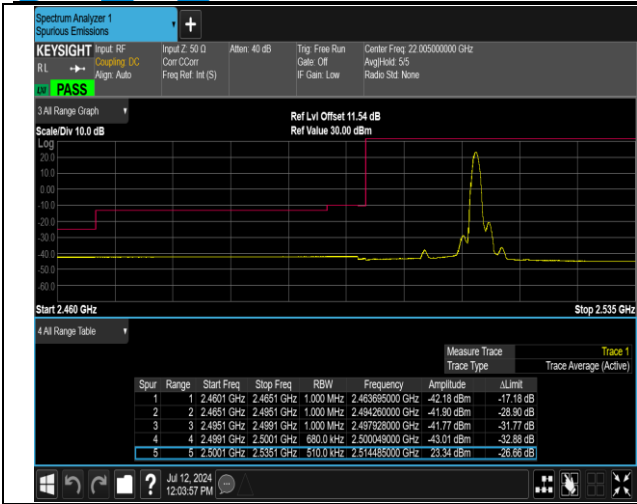 Spectrum Analyzer 1
Spurious Emissions
KEYSIGHT Input: RF Input Z: 50 Ω Atten: 40 dB Trig: Free Run Center Freq: 22.005000000 GHz
RL Coupling: DC Corr CCorr Gate: Off Avg|Hold: 5/5
Align: Auto Freq Ref: Int (S) IF Gain: Low Radio Std: None
PASS
3 All Range Graph
Ref Lvl Offset 11.54 dB
Scale/Div 10.0 dB Ref Value 30.00 dBm
Log
20.0
10.0
0.00
-10.0
-20.0
-30.0
-40.0
-50.0
-60.0
Start 2.460 GHz Stop 2.535 GHz
4 All Range Table
Measure Trace Trace 1
Trace Type Trace Average (Active)
Spur Range Start Freq Stop Freq RBW Frequency Amplitude ΔLimit
1 1 2.4601 GHz 2.4651 GHz 1.000 MHz 2.463695000 GHz -42.18 dBm -17.18 dB
2 2 2.4651 GHz 2.4951 GHz 1.000 MHz 2.494260000 GHz -41.90 dBm -28.90 dB
3 3 2.4951 GHz 2.4991 GHz 1.000 MHz 2.497928000 GHz -41.77 dBm -31.77 dB
4 4 2.4991 GHz 2.5001 GHz 680.0 kHz 2.500049000 GHz -43.01 dBm -32.88 dB
5 5 2.5001 GHz 2.5351 GHz 510.0 kHz 2.514485000 GHz 23.34 dBm -26.66 dB
Jul 12, 2024
12:03:57 PM